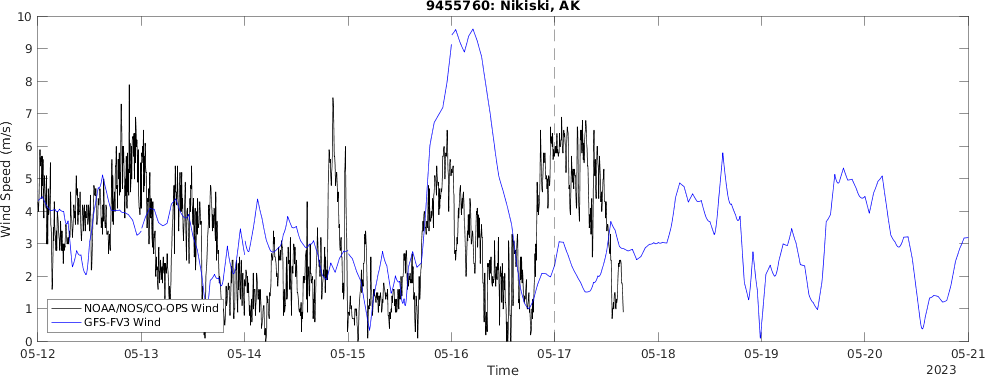 9455760: Nikiski, AK
Wind Speed (m/s)
10
9
8
7
6
5
4
3
2
1
0
NOAA/NOS/CO-OPS Wind
GFS-FV3 Wind
05-12 05-13 05-14 05-15 05-16 05-17 05-18 05-19 05-20 05-21
Time
2023